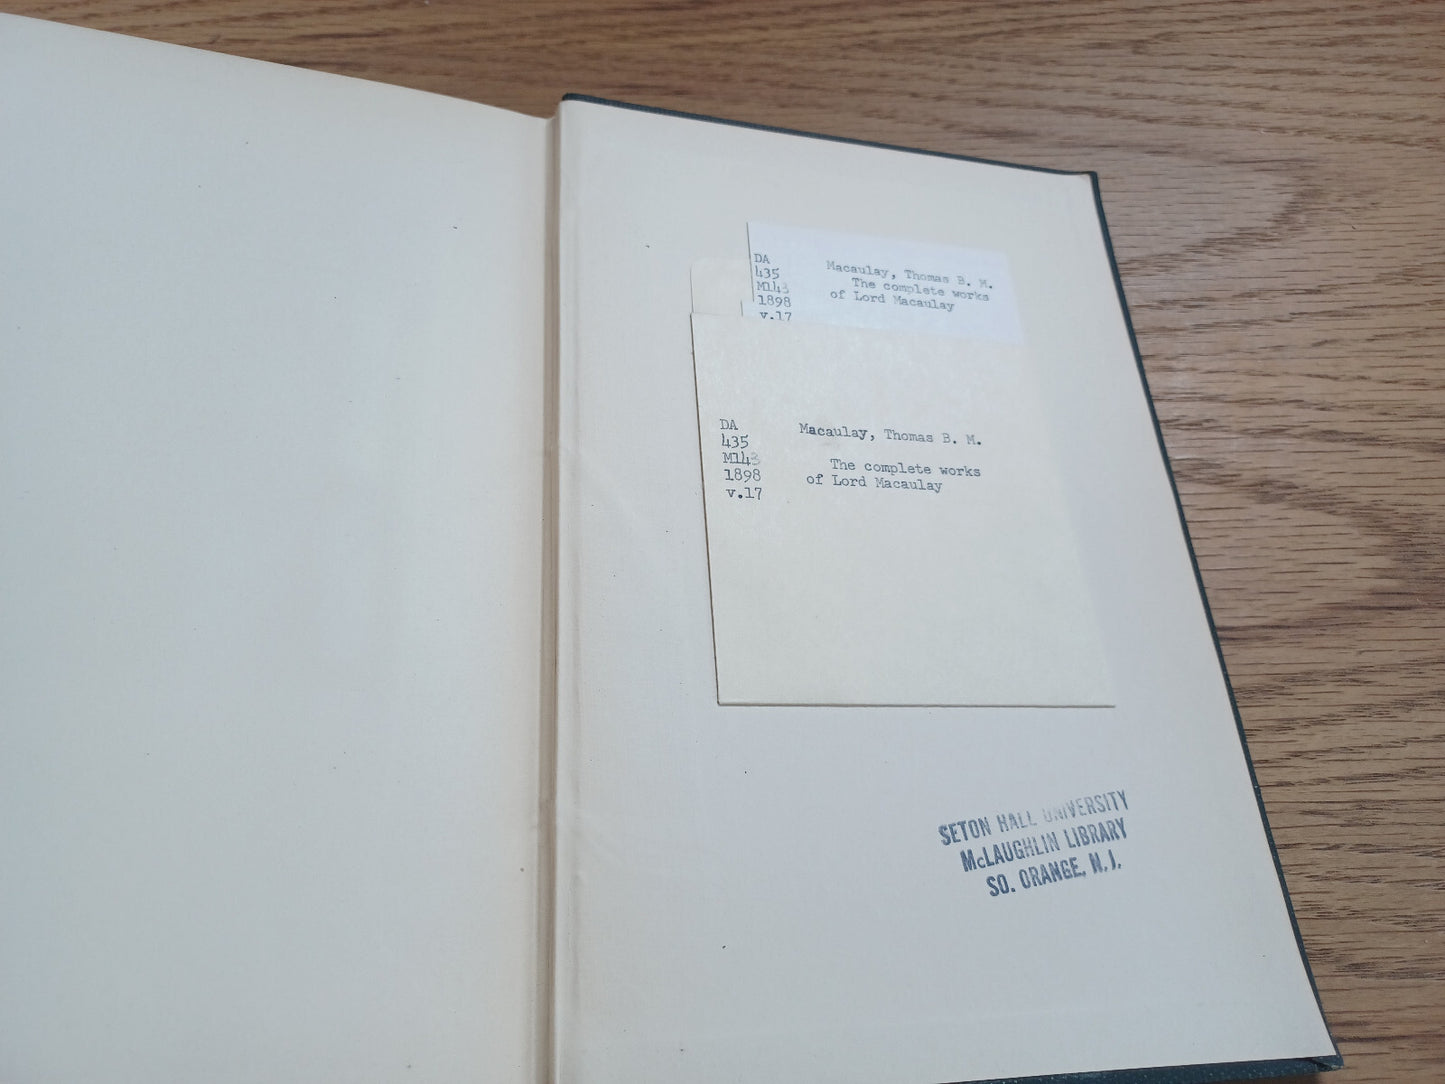 DA
435
M143
1898
v.17
Macaulay, Thomas B. M.
The complete works
of Lord Macaulay
DA
435
M143
1898
v.17
Macaulay, Thomas B. M.
The complete works
of Lord Macaulay
SETON HALL UNIVERSITY
McLAUGHLIN LIBRARY
SO. ORANGE, N.J.